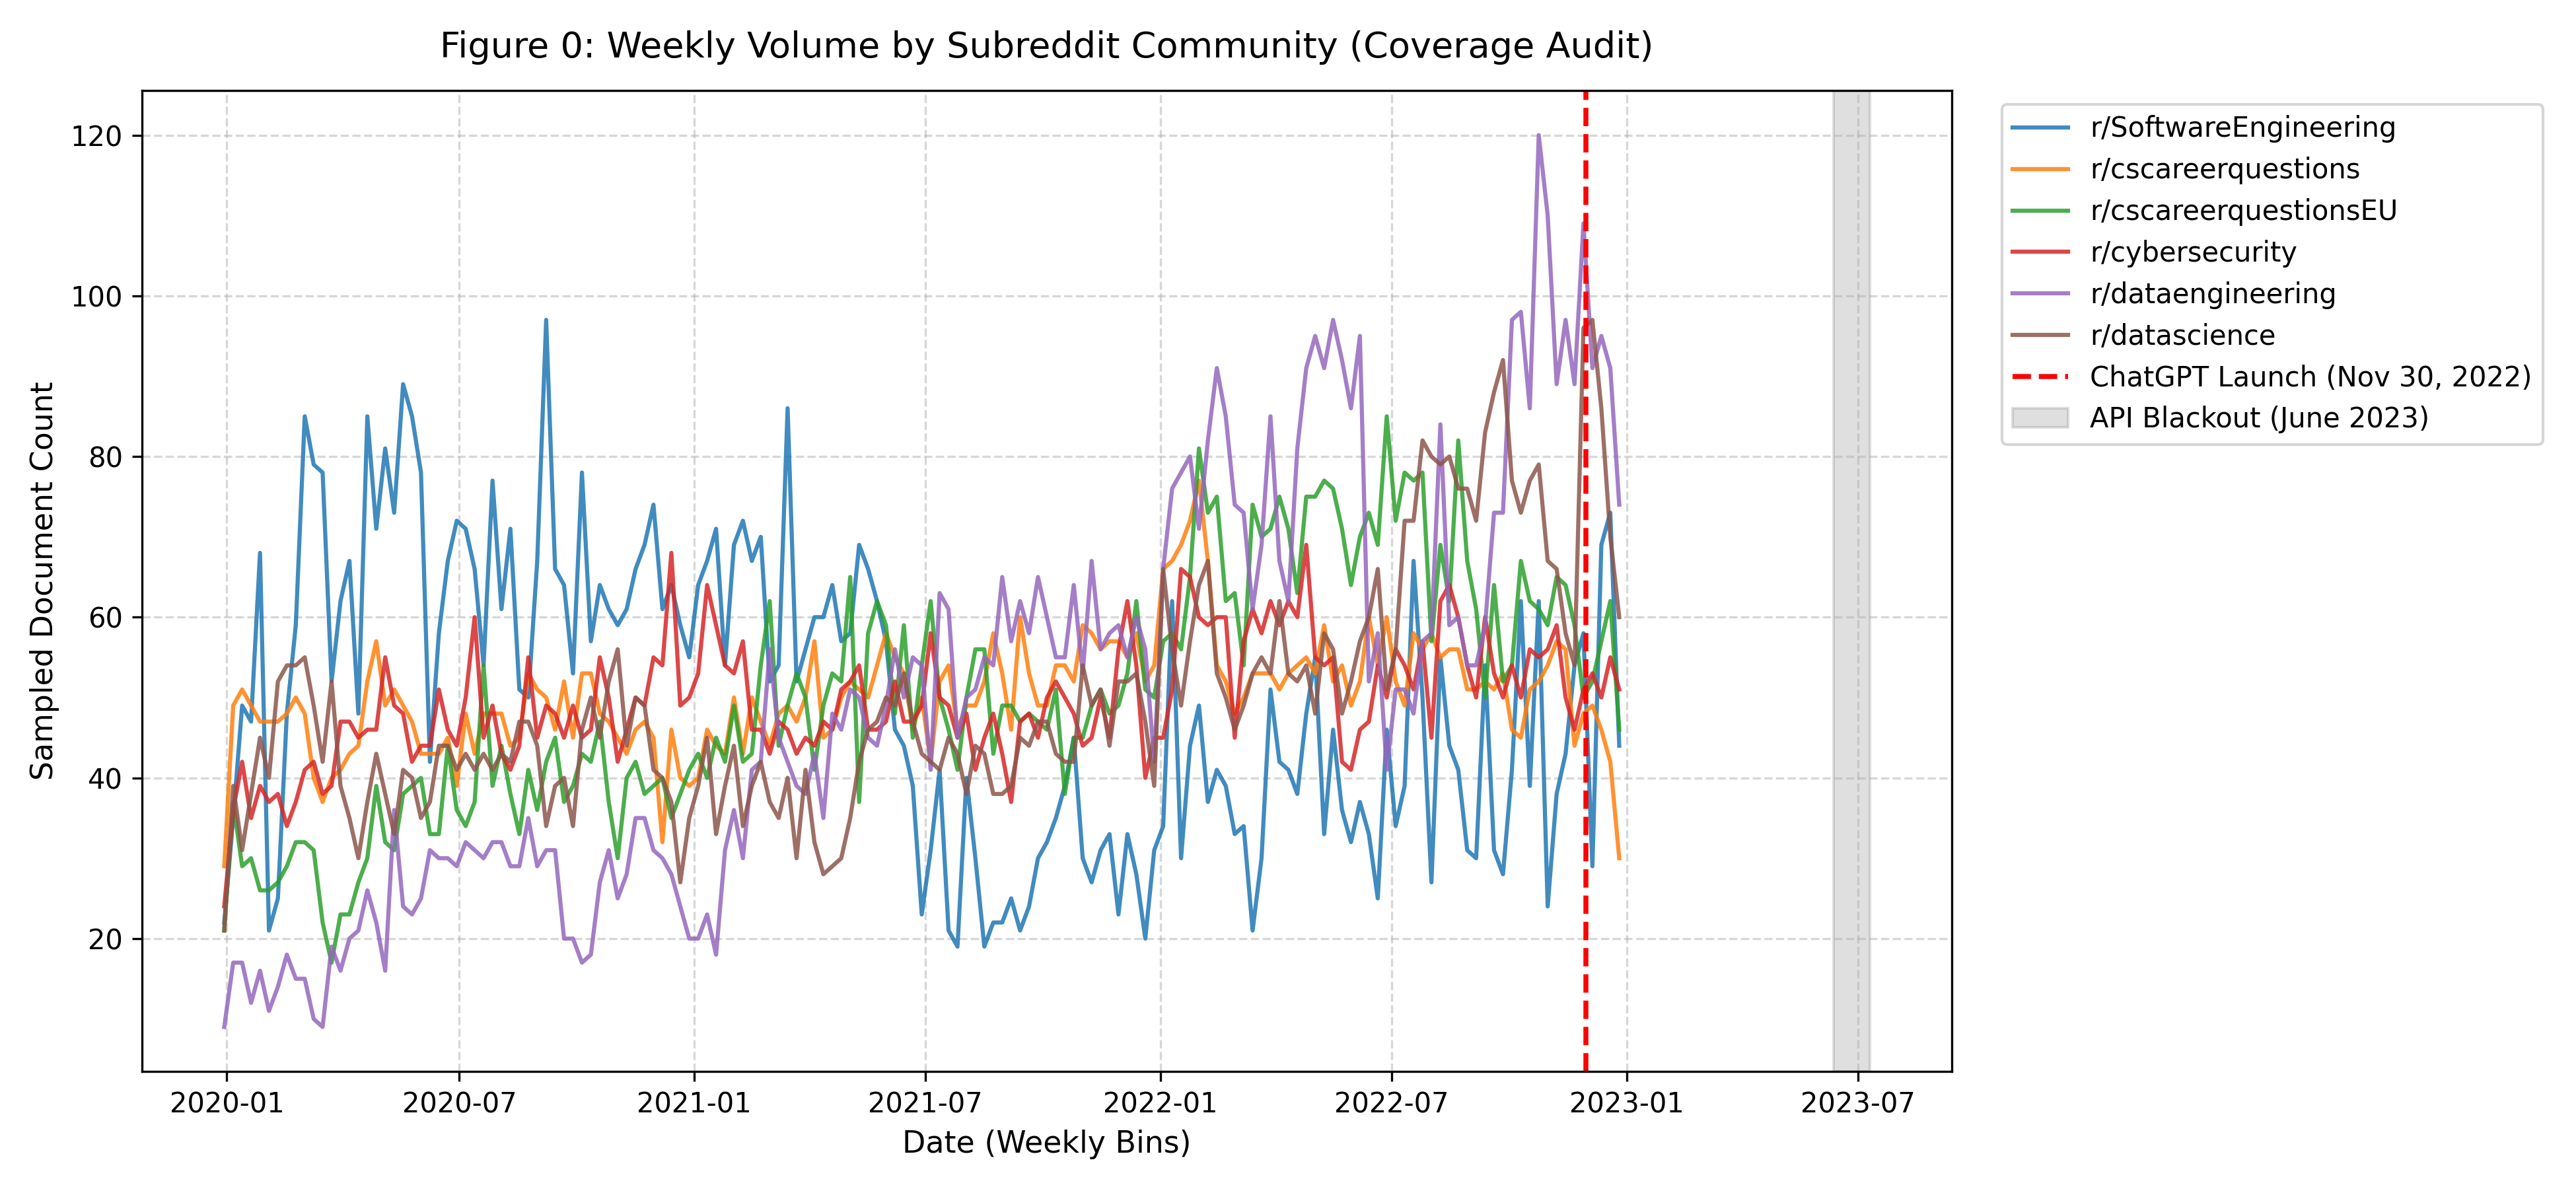 Figure 0: Weekly Volume by Subreddit Community (Coverage Audit)
Sampled Document Count
120
100
80
60
40
20
2020-01
2020-07
2021-01
2021-07
2022-01
2022-07
2023-01
2023-07
Date (Weekly Bins)
r/SoftwareEngineering
r/cscareerquestions
r/cscareerquestionsEU
r/cybersecurity
r/dataengineering
r/datascience
ChatGPT Launch (Nov 30, 2022)
API Blackout (June 2023)